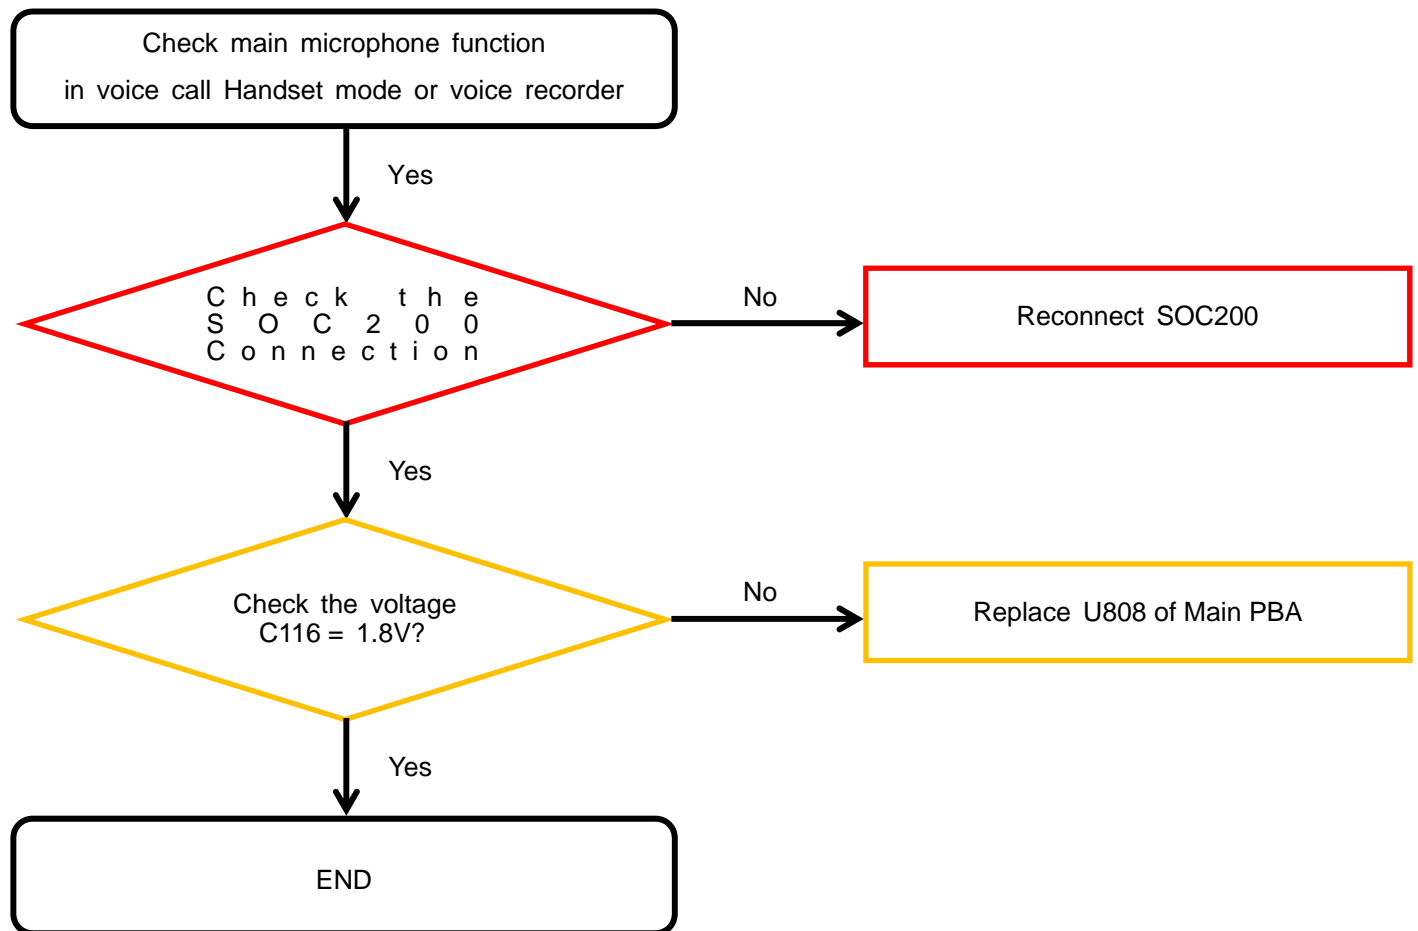 Check main microphone function
in voice call Handset mode or voice recorder
Yes
Check the
SOC200
Connection
No
Reconnect SOC200
Yes
Check the voltage
C116 = 1.8V?
No
Replace U808 of Main PBA
Yes
END